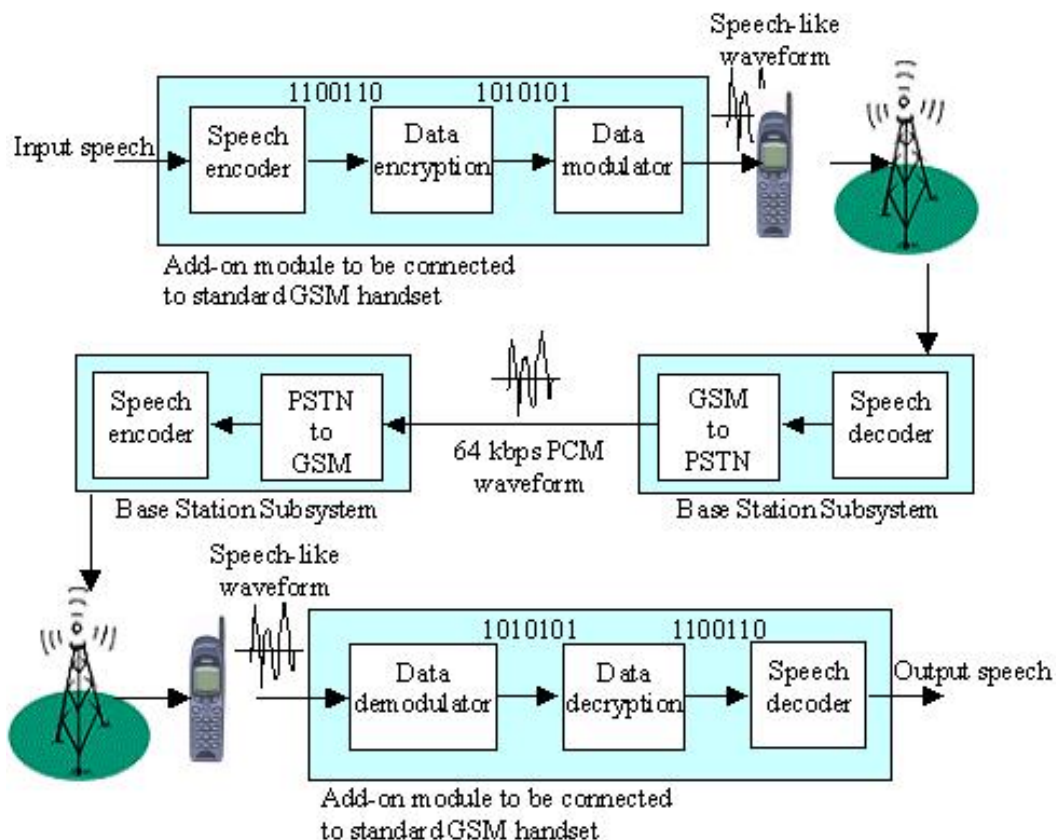 Speech-like
waveform
1100110
1010101
Input speech
Speech
encoder
Data
encryption
Data
modulator
Add-on module to be connected
to standard GSM handset
Speech
encoder
PSTN
to
GSM
64 kbps PCM
waveform
GSM
to
PSTN
Speech
decoder
Base Station Subsystem
Base Station Subsystem
Speech-like
waveform
1010101
1100110
Data
demodulator
Data
decryption
Speech
decoder
Output speech
Add-on module to be connected
to standard GSM handset